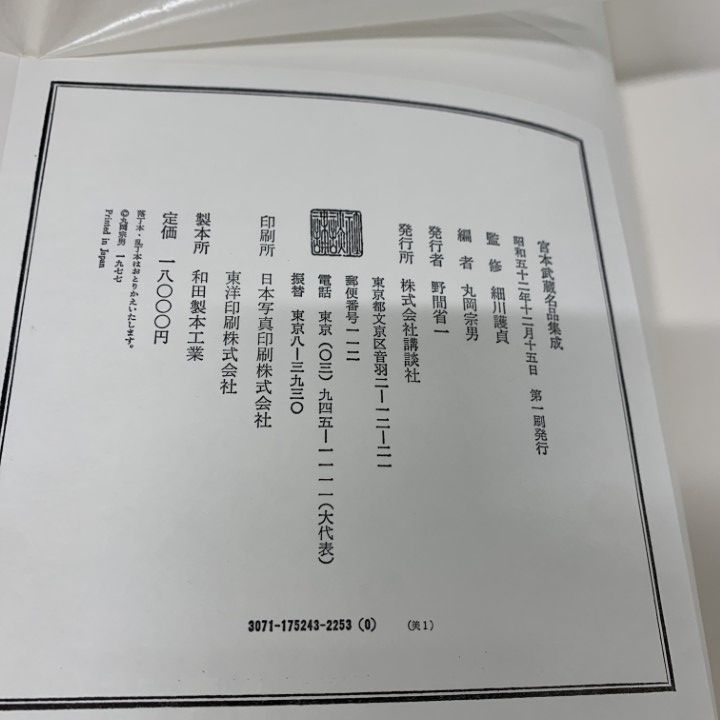 宮本武蔵名品集成
昭和五十二年十二月十五日 第一刷発行
監修 細川護貞
編者 丸岡宗男
発行者 野間省一
発行所 株式会社講談社
東京都文京区音羽二—一二—二一
郵便番号一一二
電話 東京(〇三)九四五—一一一一(大代表)
振替 東京八—三九三〇
印刷所 日本写真印刷株式会社
東洋印刷株式会社
製本所 和田製本工業
定価 一八〇〇〇円
落丁本・乱丁本はおとりかえいたします。
©丸岡宗男 一九七七
Printed in Japan
3071-175243-2253 (0) (美1)